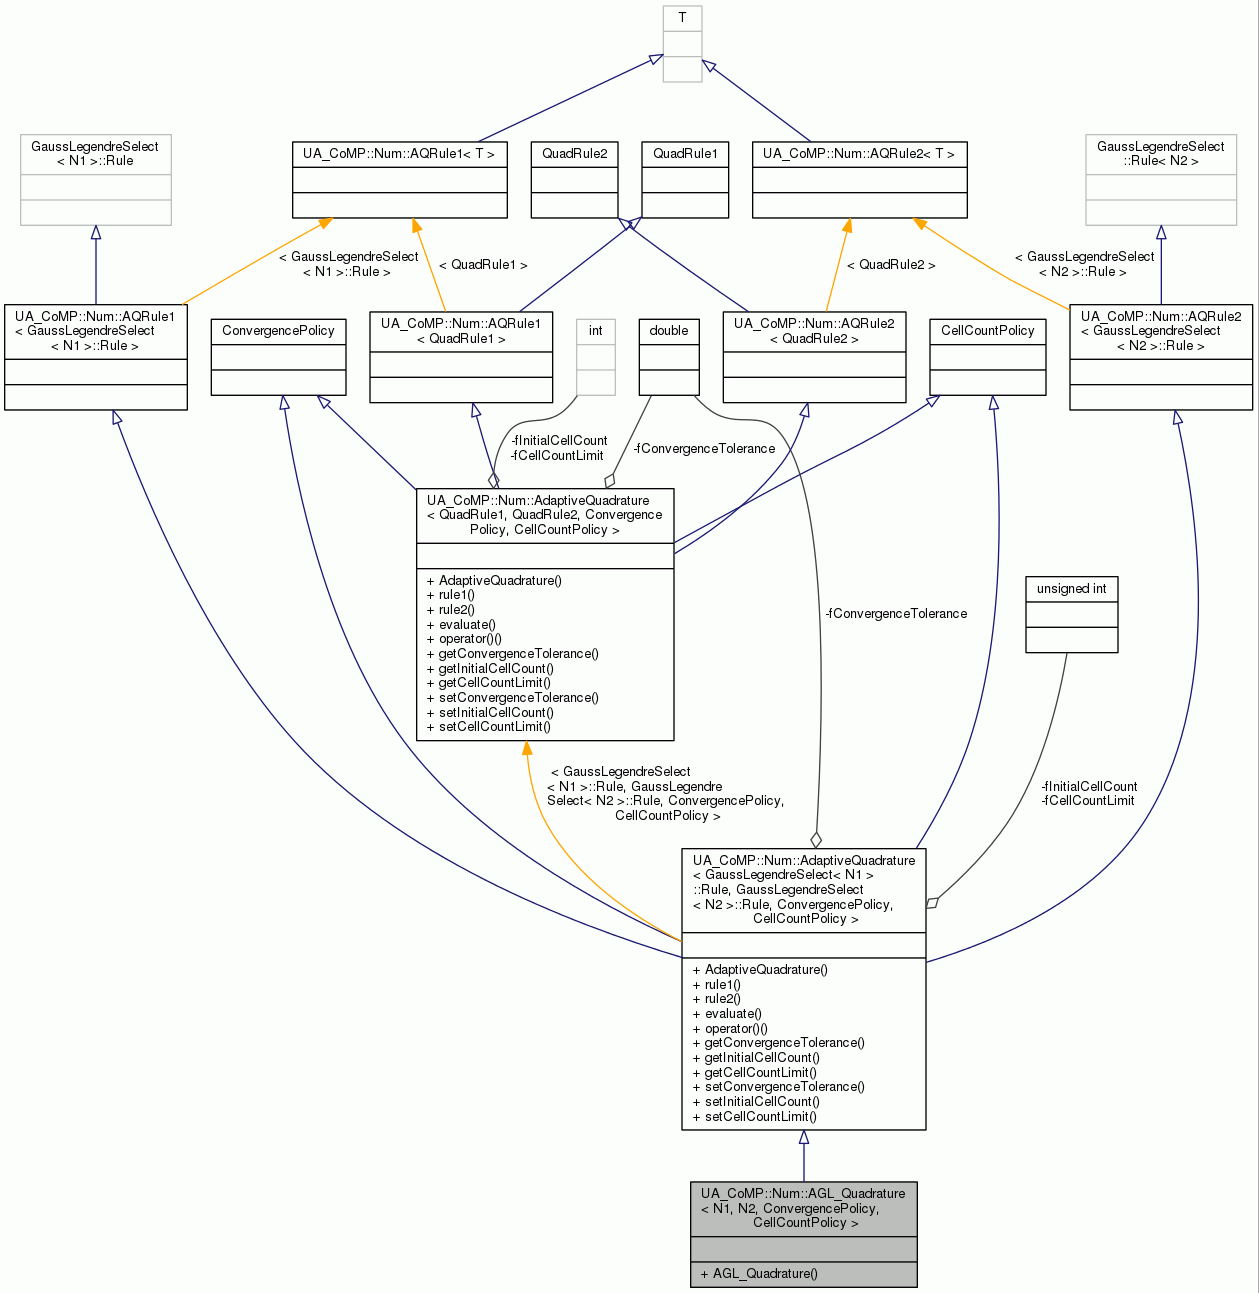 T
GaussLegendreSelect
< N1 >::Rule
UA_CoMP::Num::AQRule1< T >
QuadRule2
QuadRule1
UA_CoMP::Num::AQRule2< T >
GaussLegendreSelect
::Rule< N2 >
< GaussLegendreSelect
< N1 >::Rule >
< QuadRule1 >
< QuadRule2 >
< GaussLegendreSelect
< N2 >::Rule >
UA_CoMP::Num::AQRule1
< GaussLegendreSelect
< N1 >::Rule >
ConvergencePolicy
UA_CoMP::Num::AQRule1
< QuadRule1 >
int
double
UA_CoMP::Num::AQRule2
< QuadRule2 >
CellCountPolicy
UA_CoMP::Num::AQRule2
< GaussLegendreSelect
< N2 >::Rule >
-fInitialCellCount
-fCellCountLimit
-fConvergenceTolerance
UA_CoMP::Num::AdaptiveQuadrature
< QuadRule1, QuadRule2, Convergence
Policy, CellCountPolicy >
+ AdaptiveQuadrature()
+ rule1()
+ rule2()
+ evaluate()
+ operator()()
+ getConvergenceTolerance()
+ getInitialCellCount()
+ getCellCountLimit()
+ setConvergenceTolerance()
+ setInitialCellCount()
+ setCellCountLimit()
-fConvergenceTolerance
unsigned int
< GaussLegendreSelect
< N1 >::Rule, GaussLegendre
Select< N2 >::Rule, ConvergencePolicy,
CellCountPolicy >
-fInitialCellCount
-fCellCountLimit
UA_CoMP::Num::AdaptiveQuadrature
< GaussLegendreSelect< N1 >
::Rule, GaussLegendreSelect
< N2 >::Rule, ConvergencePolicy,
CellCountPolicy >
+ AdaptiveQuadrature()
+ rule1()
+ rule2()
+ evaluate()
+ operator()()
+ getConvergenceTolerance()
+ getInitialCellCount()
+ getCellCountLimit()
+ setConvergenceTolerance()
+ setInitialCellCount()
+ setCellCountLimit()
UA_CoMP::Num::AGL_Quadrature
< N1, N2, ConvergencePolicy,
CellCountPolicy >
+ AGL_Quadrature()